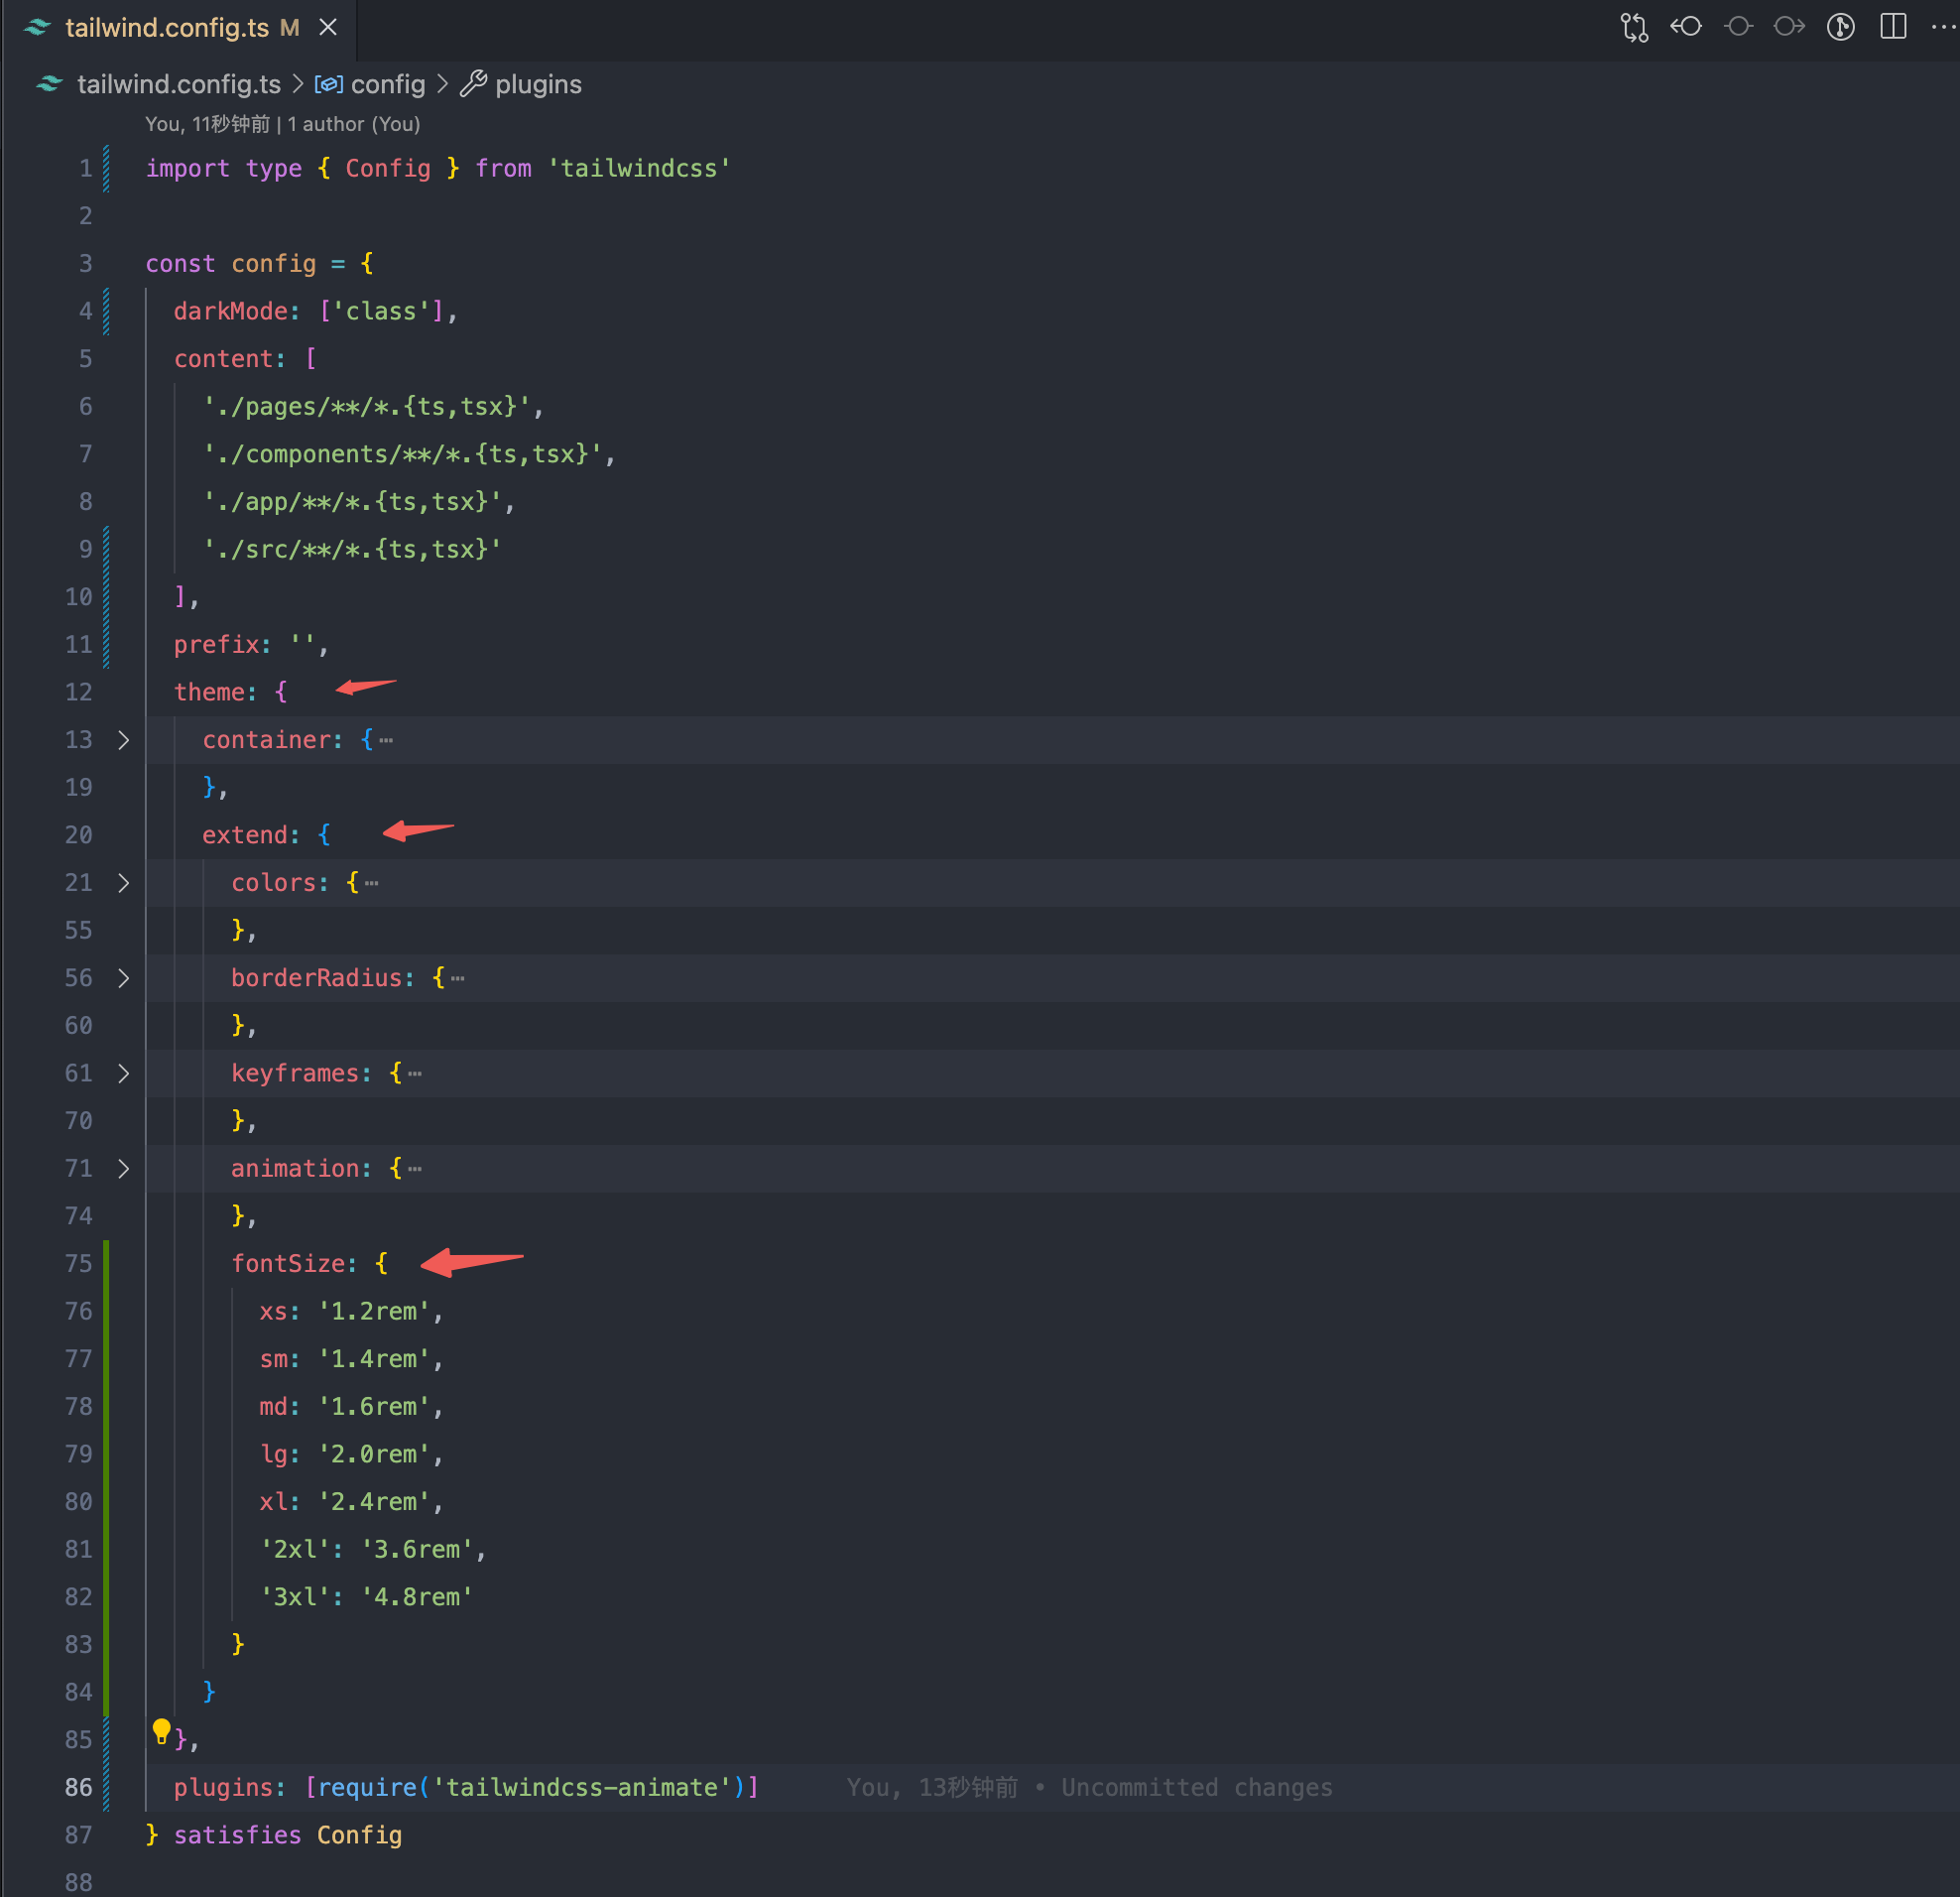 tailwind.config.ts M
tailwind.config.ts > config > plugins
You, 11秒钟前 | 1 author (You)
1 import type { Config } from 'tailwindcss'
2
3 const config = {
4 darkMode: ['class'],
5 content: [
6 './pages/**/*.{ts,tsx}',
7 './components/**/*.{ts,tsx}',
8 './app/**/*.{ts,tsx}',
9 './src/**/*.{ts,tsx}'
10 ],
11 prefix: '',
12 theme: {
13 container: {…
19 },
20 extend: {
21 colors: {…
55 },
56 borderRadius: {…
60 },
61 keyframes: {…
70 },
71 animation: {…
74 },
75 fontSize: {
76 xs: '1.2rem',
77 sm: '1.4rem',
78 md: '1.6rem',
79 lg: '2.0rem',
80 xl: '2.4rem',
81 '2xl': '3.6rem',
82 '3xl': '4.8rem'
83 }
84 }
85 },
86 plugins: [require('tailwindcss-animate')] You, 13秒钟前 • Uncommitted changes
87 } satisfies Config
88